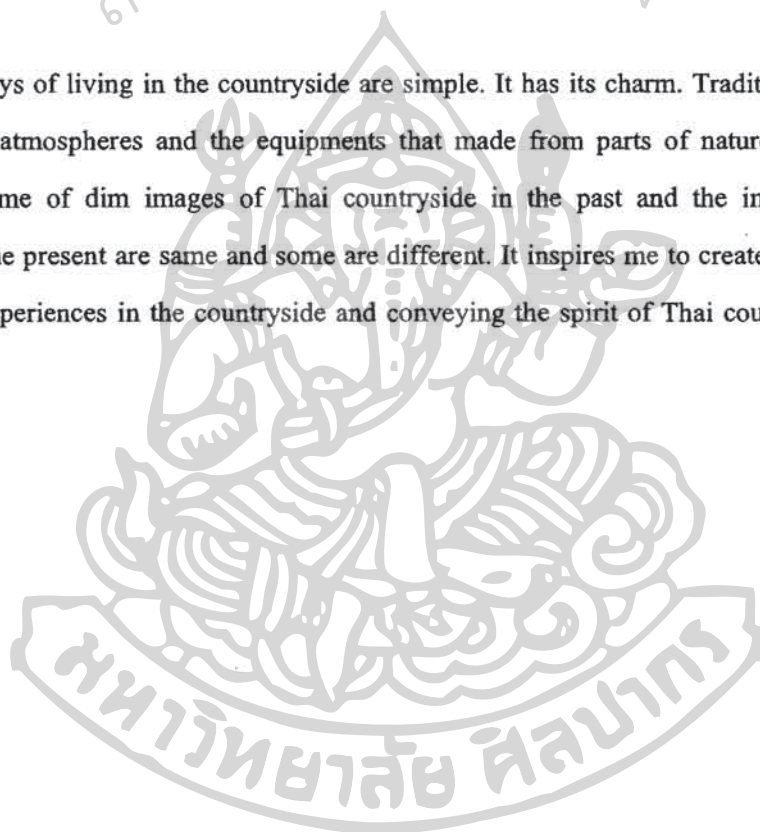 ys of living in the countryside are simple. It has its charm. Tradit
atmospheres and the equipments that made from parts of natur
me of dim images of Thai countryside in the past and the in
e present are same and some are different. It inspires me to create
periences in the countryside and conveying the spirit of Thai cou
มหาวิทยาลัย ศิลปากร